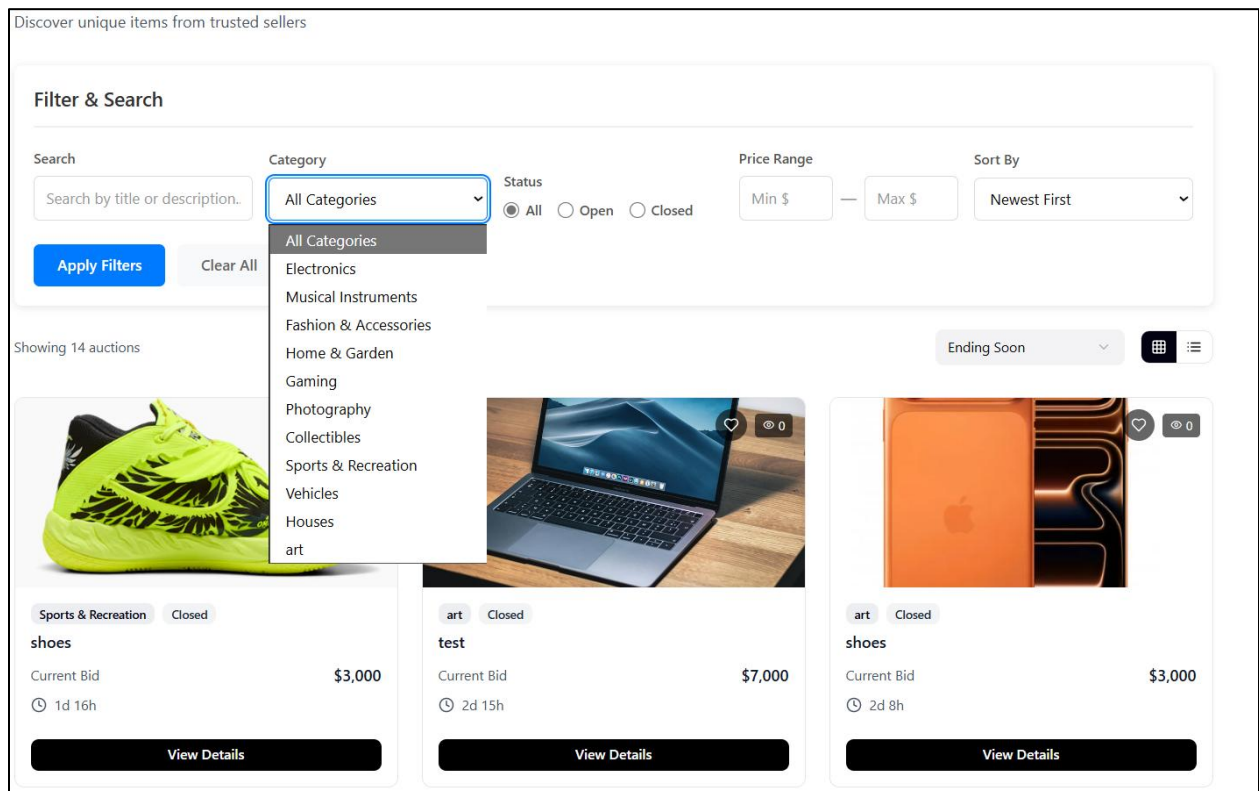 Discover unique items from trusted sellers
Filter & Search
Search
Category
Status
Price Range
Sort By
Search by title or description..
All Categories
All
Open
Closed
Min $
—
Max $
Newest First
Apply Filters
Clear All
All Categories
Electronics
Musical Instruments
Fashion & Accessories
Home & Garden
Gaming
Photography
Collectibles
Sports & Recreation
Vehicles
Houses
art
Showing 14 auctions
Ending Soon
Sports & Recreation
Closed
shoes
Current Bid
$3,000
1d 16h
View Details
0
art
Closed
test
Current Bid
$7,000
2d 15h
View Details
0
art
Closed
shoes
Current Bid
$3,000
2d 8h
View Details